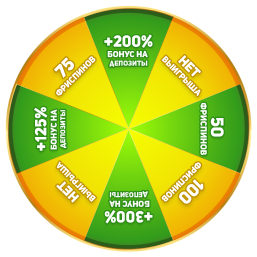 +200%
БОНУС НА
ДЕПОЗИТЫ
НЕТ
ВЫИГРЫША
50
ФРИСПИНОВ
100
ФРИСПИНОВ
+300%
БОНУС НА
ДЕПОЗИТЫ
НЕТ
ВЫИГРЫША
+125%
БОНУС НА
ДЕПОЗИТЫ
75
ФРИСПИНОВ